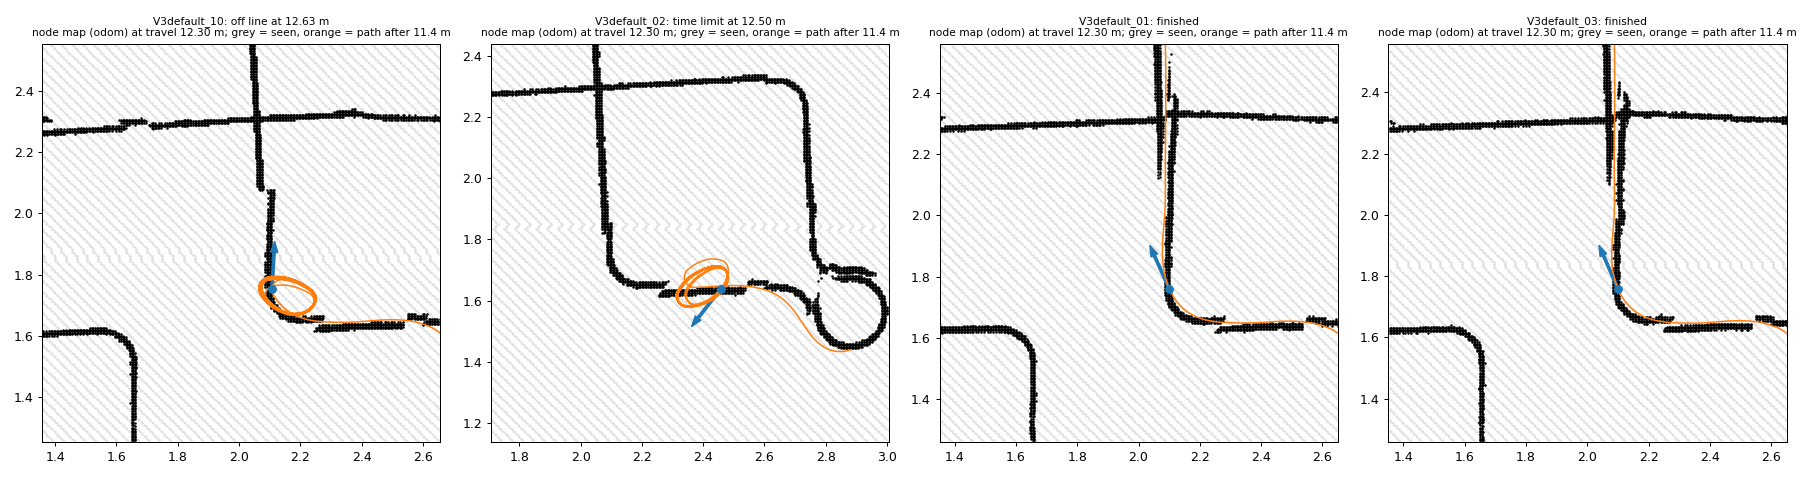 V3default_10: off line at 12.63 m
node map (odom) at travel 12.30 m; grey = seen, orange = path after 11.4 m
2.4
2.2
2.0
1.8
1.6
1.4
1.4 1.6 1.8 2.0 2.2 2.4 2.6
V3default_02: time limit at 12.50 m
node map (odom) at travel 12.30 m; grey = seen, orange = path after 11.4 m
2.4
2.2
2.0
1.8
1.6
1.4
1.2
1.8 2.0 2.2 2.4 2.6 2.8 3.0
V3default_01: finished
node map (odom) at travel 12.30 m; grey = seen, orange = path after 11.4 m
2.4
2.2
2.0
1.8
1.6
1.4
1.4 1.6 1.8 2.0 2.2 2.4 2.6
V3default_03: finished
node map (odom) at travel 12.30 m; grey = seen, orange = path after 11.4 m
2.4
2.2
2.0
1.8
1.6
1.4
1.4 1.6 1.8 2.0 2.2 2.4 2.6